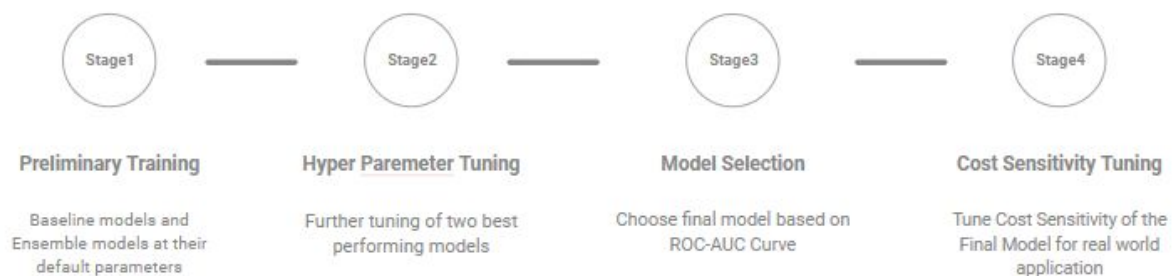 Stage1
Stage2
Stage3
Stage4
Preliminary Training
Hyper Paremeter Tuning
Model Selection
Cost Sensitivity Tuning
Baseline models and
Ensemble models at their
default parameters
Further tuning of two best
performing models
Choose final model based on
ROC-AUC Curve
Tune Cost Sensitivity of the
Final Model for real world
application